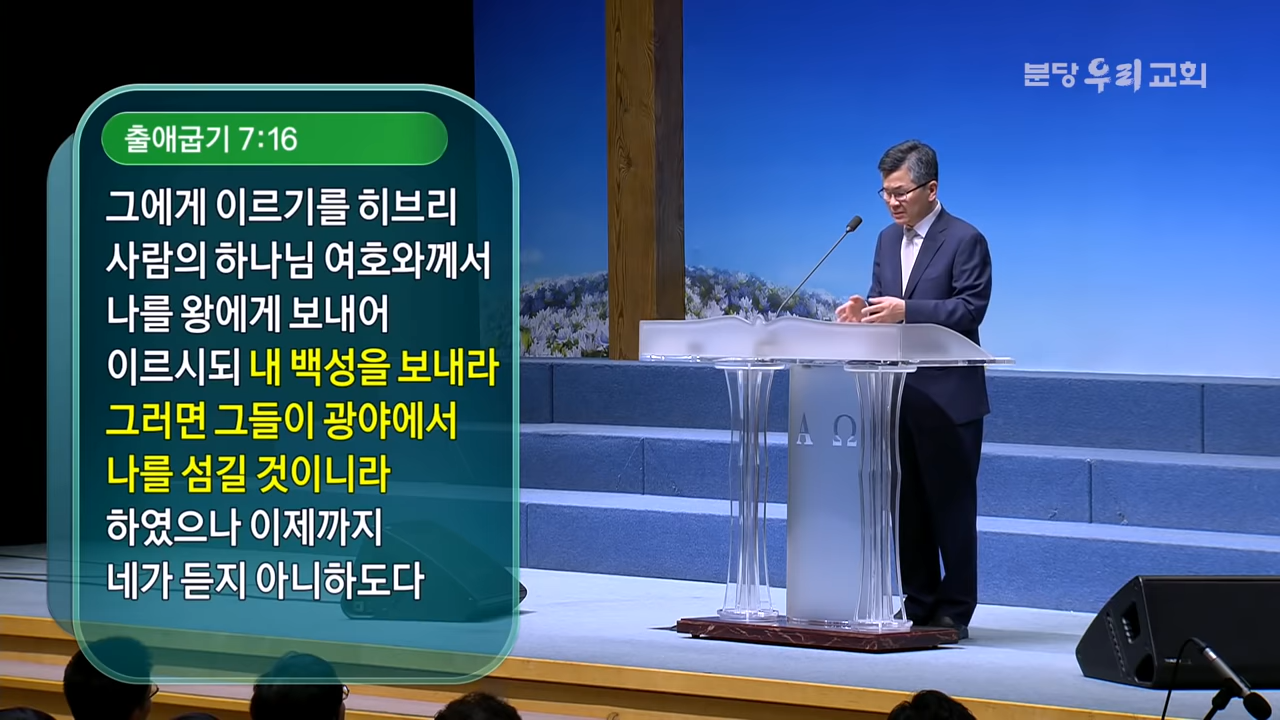 분당우리교회
출애굽기 7:16
그에게 이르기를 히브리
사람의 하나님 여호와께서
나를 왕에게 보내어
이르시되 내 백성을 보내라
그러면 그들이 광야에서
나를 섬길 것이니라
하였으나 이제까지
네가 듣지 아니하도다
Α Ω